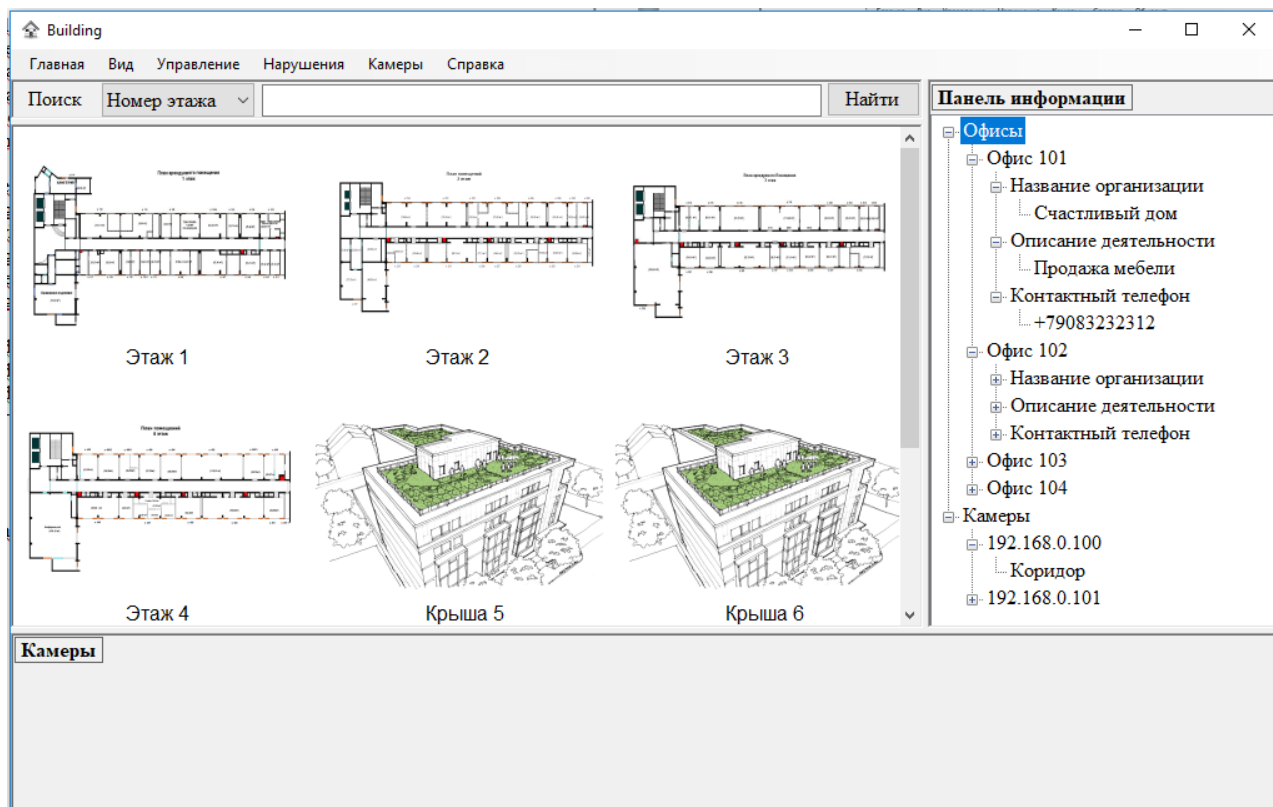 Building
Главная Вид Управление Нарушения Камеры Справка
Поиск Номер этажа Найти
Этаж 1 Этаж 2 Этаж 3
Этаж 4 Крыша 5 Крыша 6
Панель информации
Офисы
Офис 101
Название организации
Счастливый дом
Описание деятельности
Продажа мебели
Контактный телефон
+79083232312
Офис 102
Название организации
Описание деятельности
Контактный телефон
Офис 103
Офис 104
Камеры
192.168.0.100
Коридор
192.168.0.101
Камеры